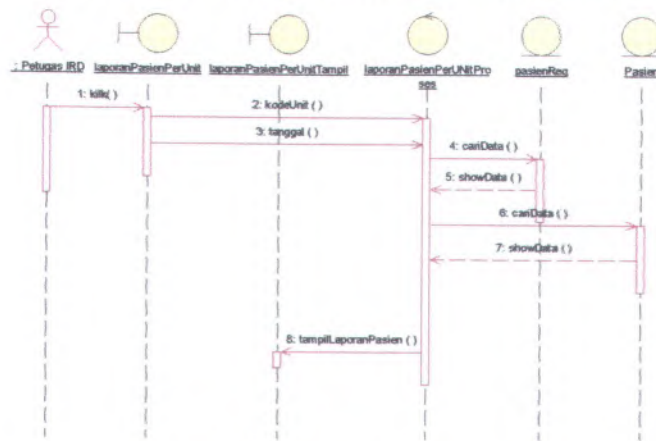 : Petugas IRD
laporanPasienPerUnit
laporanPasienPerUnitTampil
laporanPasienPerUNitPro
ses
pasienReg
Pasien
1: kilk()
2: kodeUnit ( )
3: tanggal ( )
4: cariData ( )
5: showData ( )
6: cariData ( )
7: showData ( )
8: tampilLaporanPasien ( )